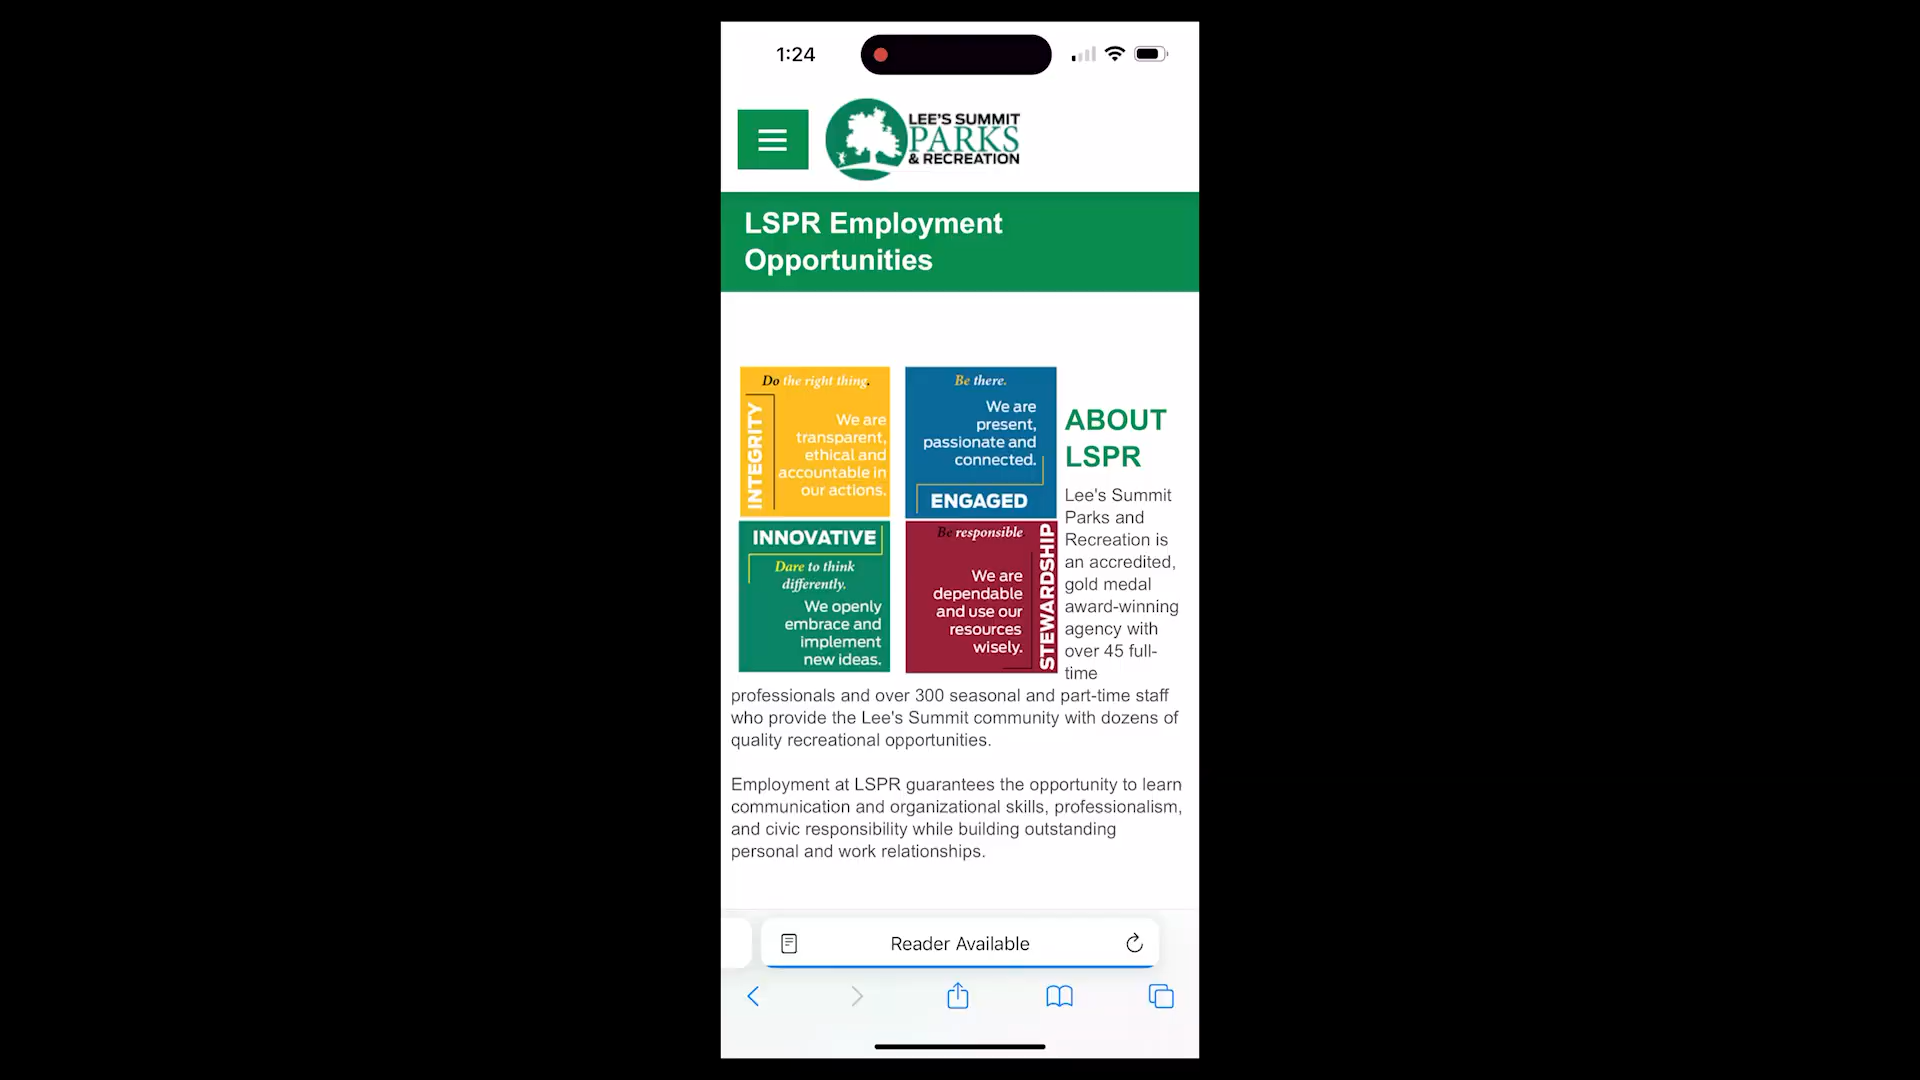 1:24
LEE'S SUMMIT
PARKS
& RECREATION
LSPR Employment
Opportunities
Do the right thing.
INTEGRITY
We are
transparent,
ethical and
accountable in
our actions.
Be there.
We are
present,
passionate and
connected.
ENGAGED
INNOVATIVE
Dare to think
differently.
We openly
embrace and
implement
new ideas.
Be responsible.
We are
dependable
and use our
resources
wisely.
STEWARDSHIP
ABOUT
LSPR
Lee's Summit
Parks and
Recreation is
an accredited,
gold medal
award-winning
agency with
over 45 full-
time
professionals and over 300 seasonal and part-time staff
who provide the Lee's Summit community with dozens of
quality recreational opportunities.
Employment at LSPR guarantees the opportunity to learn
communication and organizational skills, professionalism,
and civic responsibility while building outstanding
personal and work relationships.
Reader Available